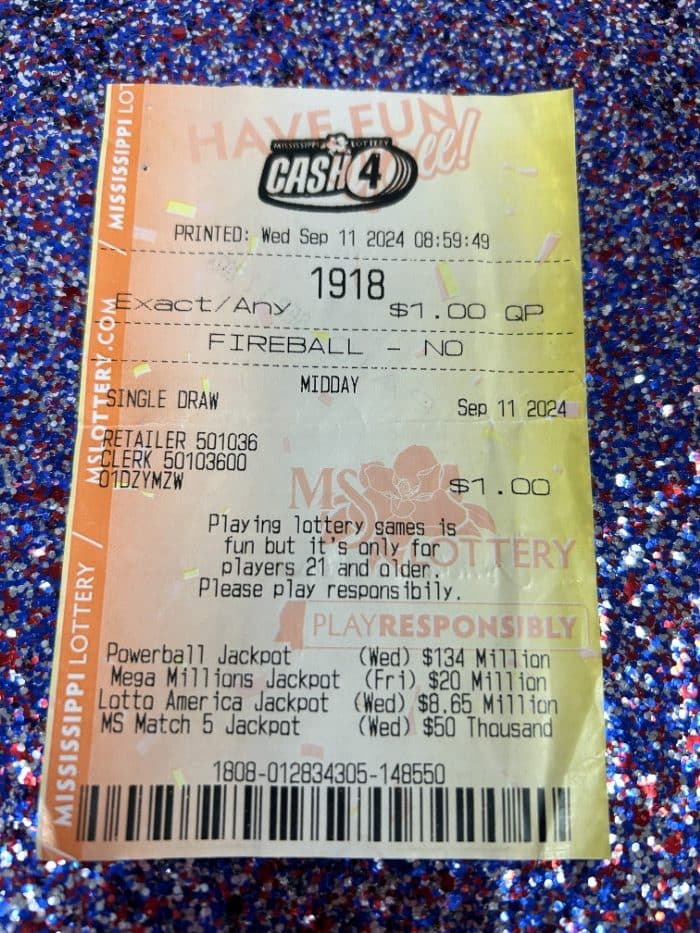 HAVE FUN
MISSISSIPPI LOTTERY
CASH 4
PRINTED: Wed Sep 11 2024 08:59:49
1918
Exact/Any $1.00 QP
FIREBALL - NO
MIDDAY
SINGLE DRAW Sep 11 2024
RETAILER 501036
CLERK 50103600
01DZYMZW $1.00
MS LOTTERY
Playing lottery games is
fun but it's only for
players 21 and older.
Please play responsibly.
PLAYRESPONSIBLY
Powerball Jackpot (Wed) $134 Million
Mega Millions Jackpot (Fri) $20 Million
Lotto America Jackpot (Wed) $8.65 Million
MS Match 5 Jackpot (Wed) $50 Thousand
1808-012834305-148550
MISSISSIPPI LOTTERY / MSLOTTERY.COM / MISSISSIPPI LOT